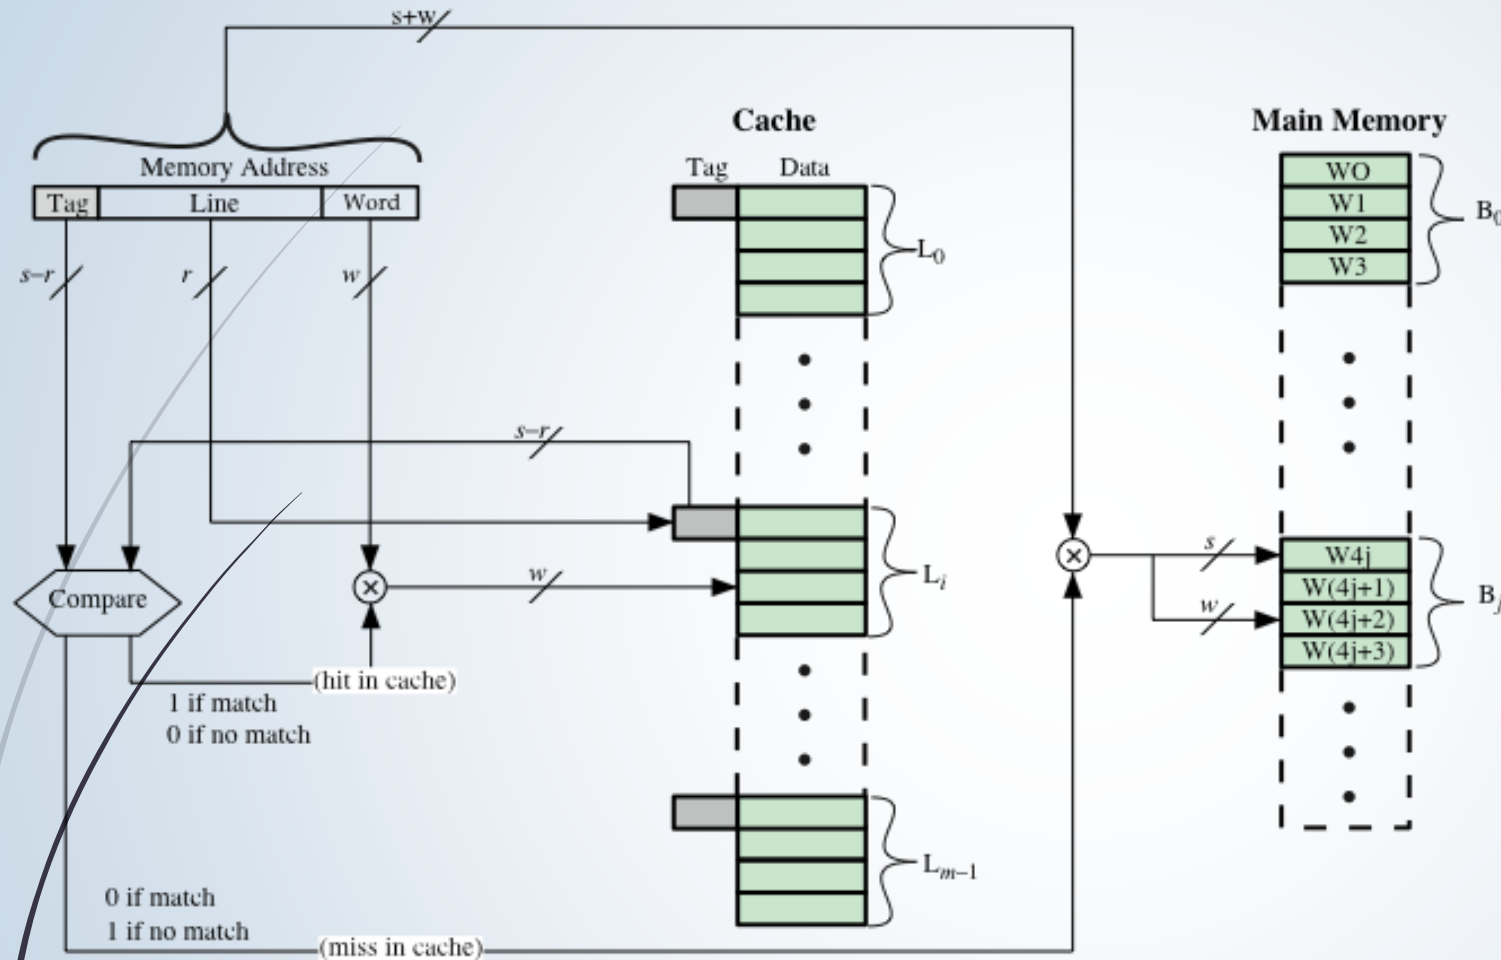 s+w
Cache
Main Memory
Memory Address
Tag Data
Tag Line Word
WO
W1
W2
W3
B0
L0
s–r
r
w
s–r
Compare
w
Li
s
w
W4j
W(4j+1)
W(4j+2)
W(4j+3)
Bj
(hit in cache)
1 if match
0 if no match
Lm–1
0 if match
1 if no match
(miss in cache)